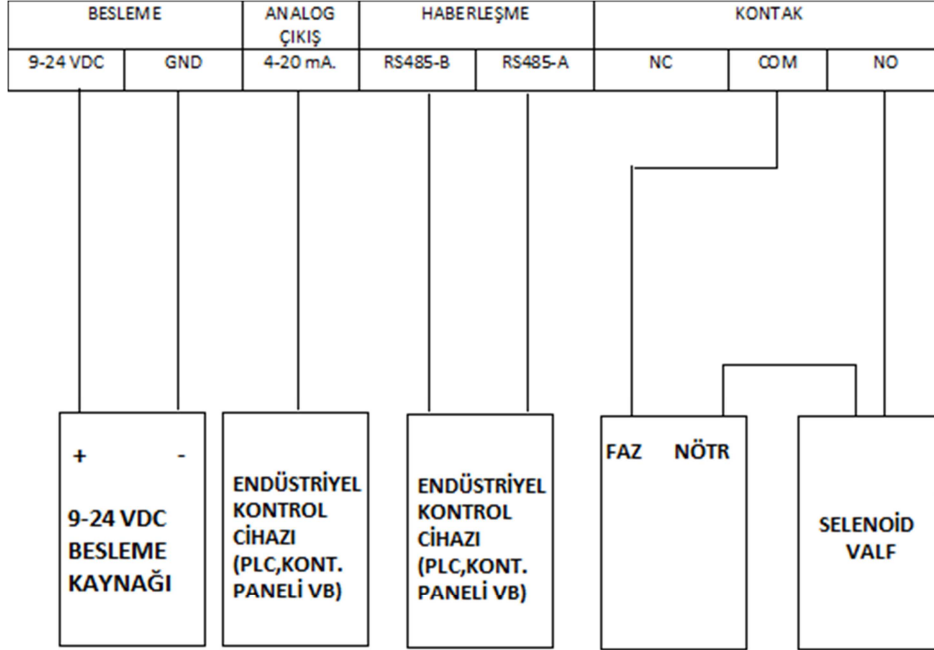 BESLEME
ANALOG
ÇIKIŞ
HABERLEŞME
KONTAK
9-24 VDC
GND
4-20 mA.
RS485-B
RS485-A
NC
COM
NO
+ -
9-24 VDC
BESLEME
KAYNAĞI
ENDÜSTRİYEL
KONTROL
CİHAZI
(PLC,KONT.
PANELİ VB)
ENDÜSTRİYEL
KONTROL
CİHAZI
(PLC,KONT.
PANELİ VB)
FAZ NÖTR
SELENOİD
VALF